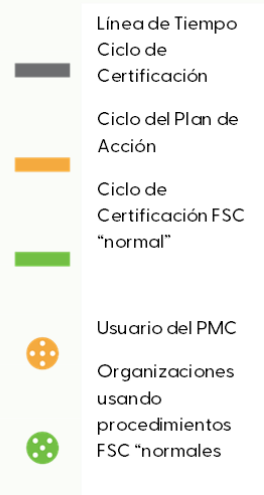 Línea de Tiempo
Ciclo de
Certificación
Ciclo del Plan de
Acción
Ciclo de
Certificación FSC
“normal”
Usuario del PMC
Organizaciones
usando
procedimientos
FSC “normales